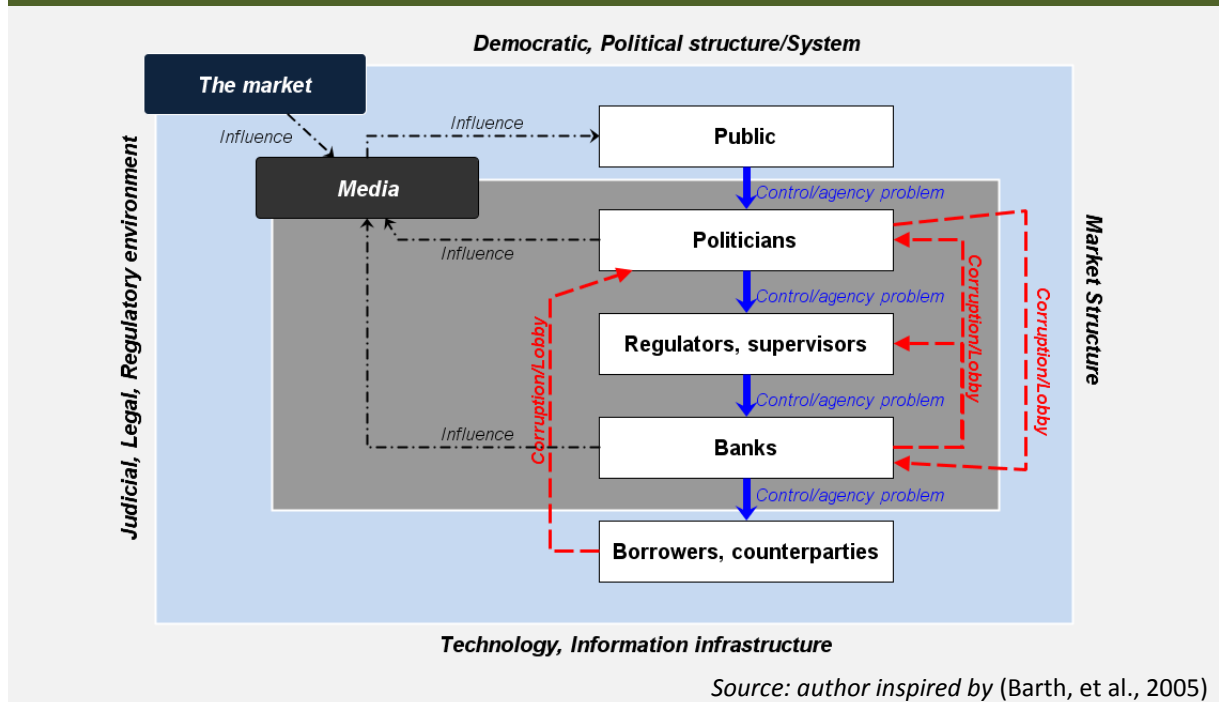 Democratic, Political structure/System
The market
Influence
Influence
Public
Media
Control/agency problem
Politicians
Influence
Control/agency problem
Regulators, supervisors
Control/agency problem
Influence
Banks
Control/agency problem
Borrowers, counterparties
Corruption/Lobby
Corruption/Lobby
Corruption/Lobby
Judicial, Legal, Regulatory environment
Market Structure
Technology, Information infrastructure
Source: author inspired by (Barth, et al., 2005)